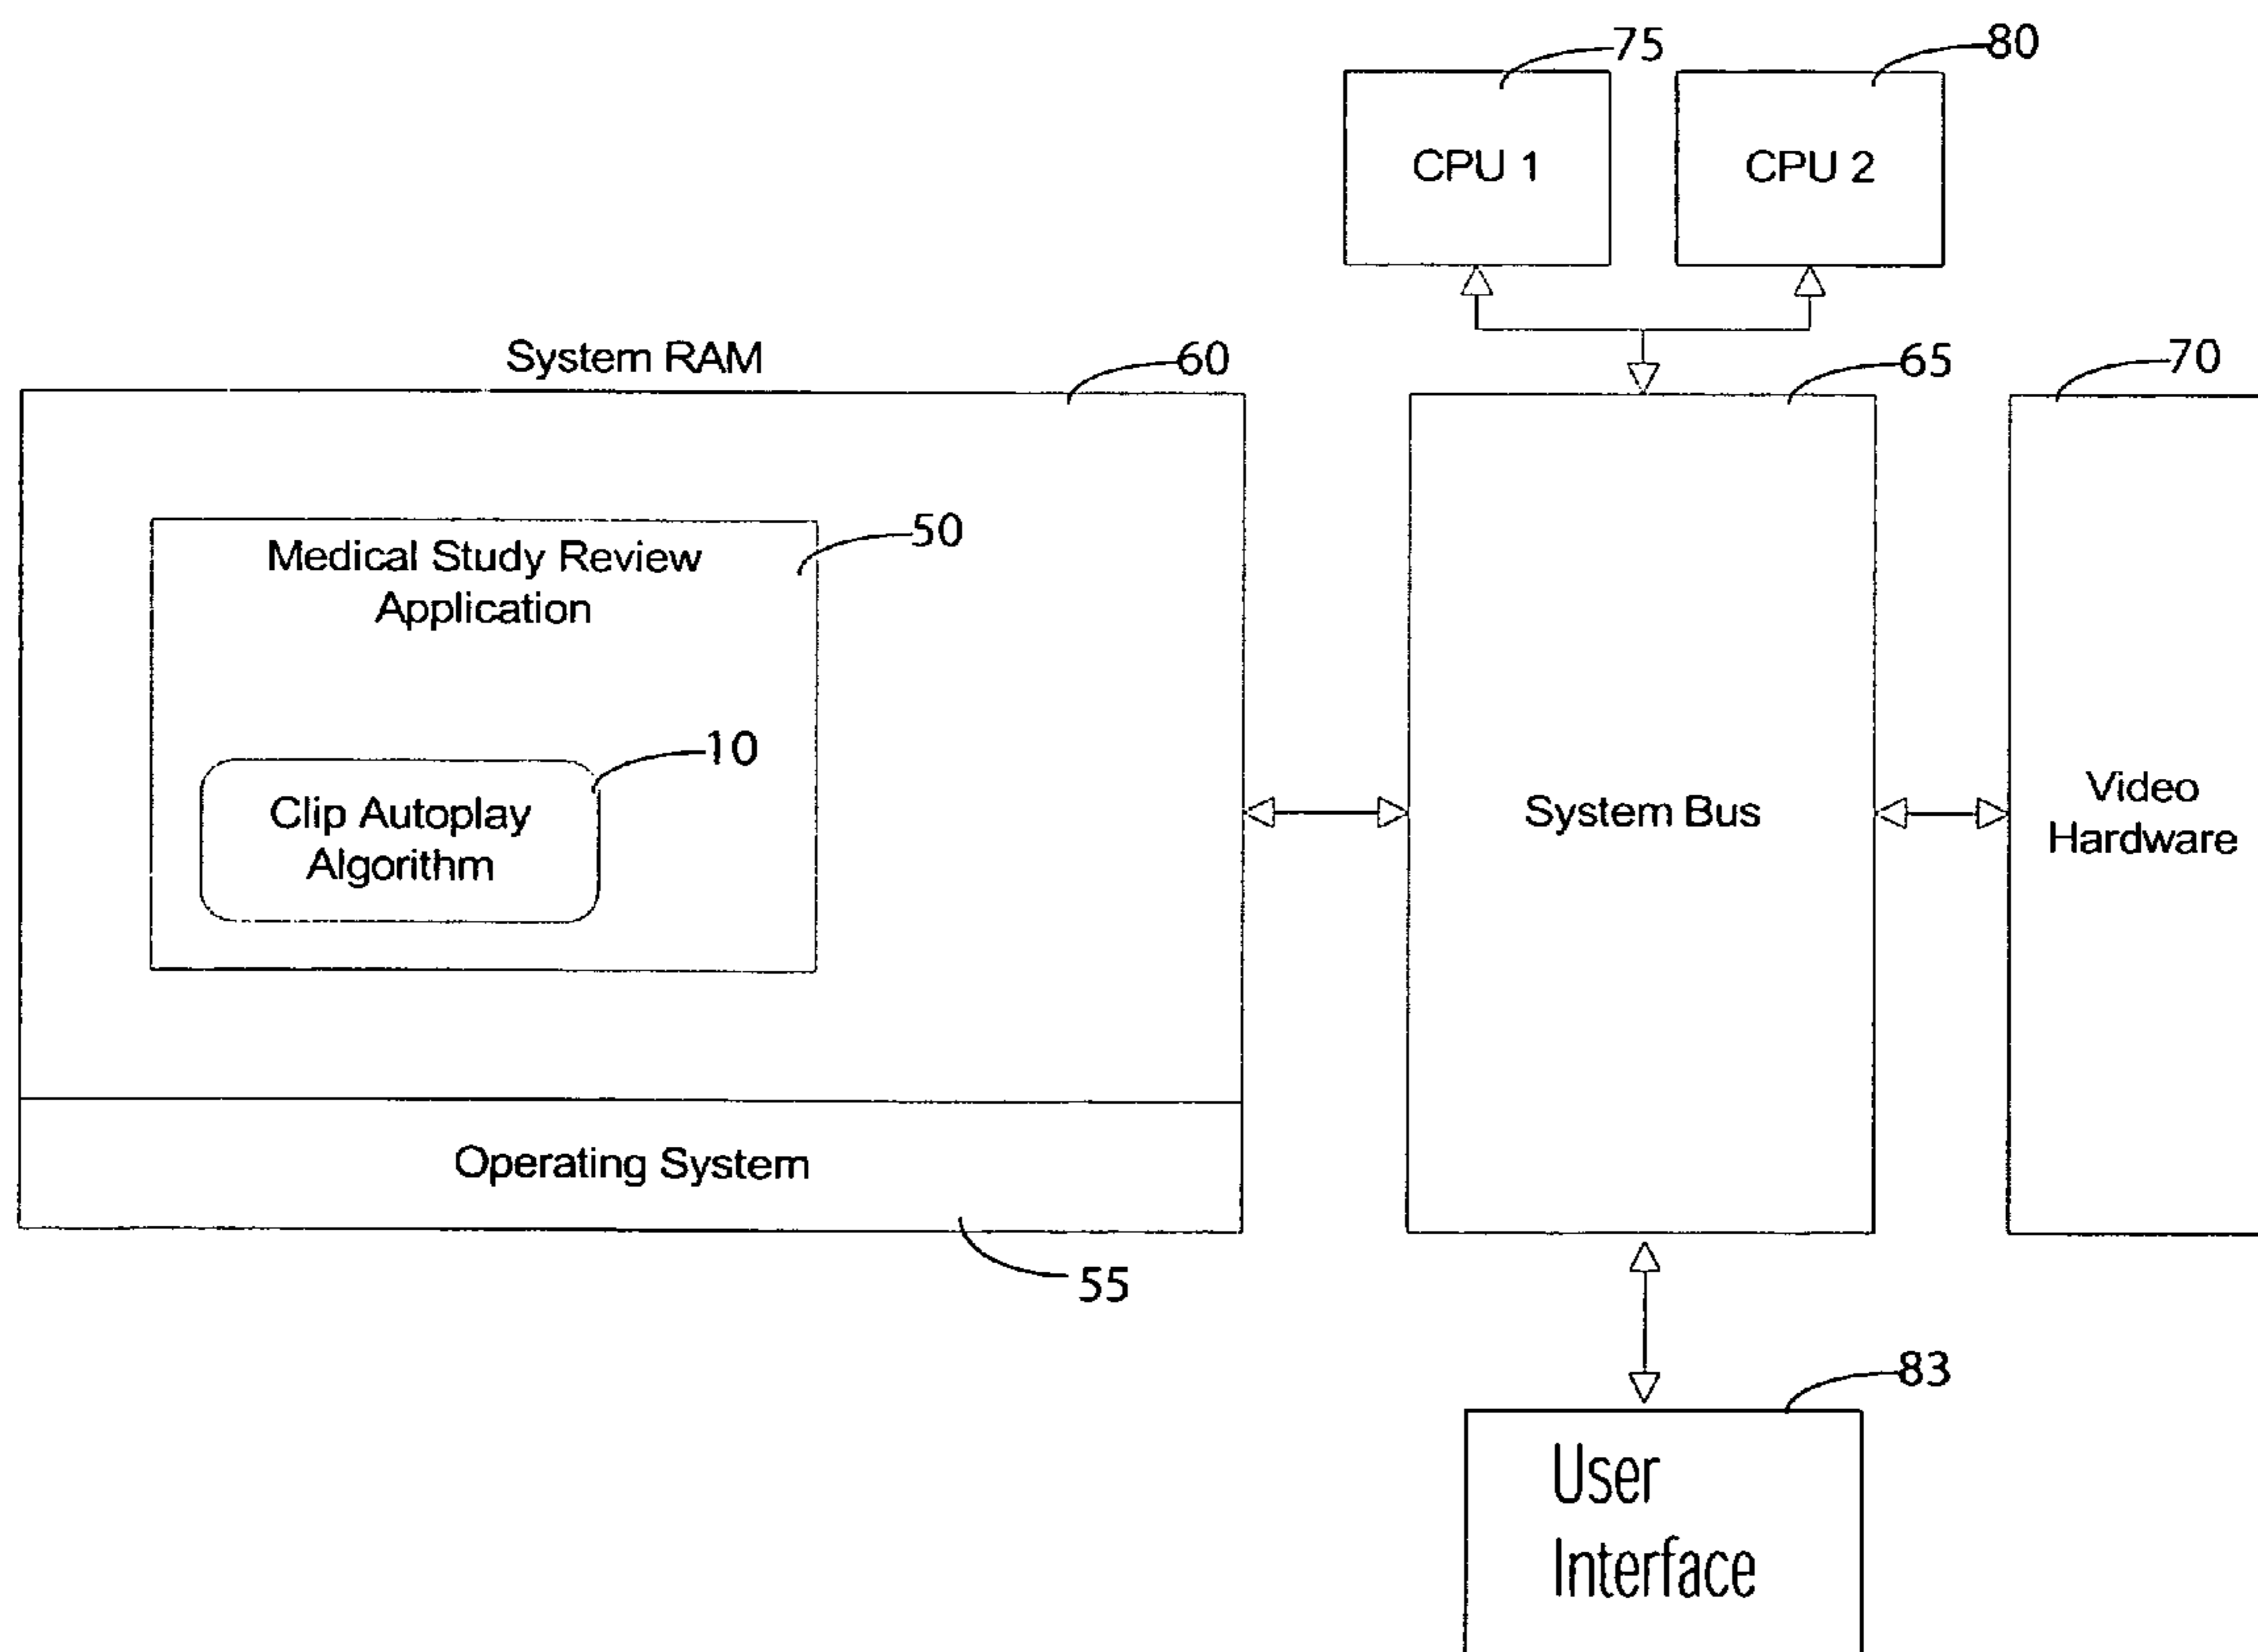 75
80
CPU 1
CPU 2
System RAM
60
65
70
Medical Study Review
Application
50
10
Clip Autoplay
Algorithm
System Bus
Video
Hardware
Operating System
55
83
User
Interface